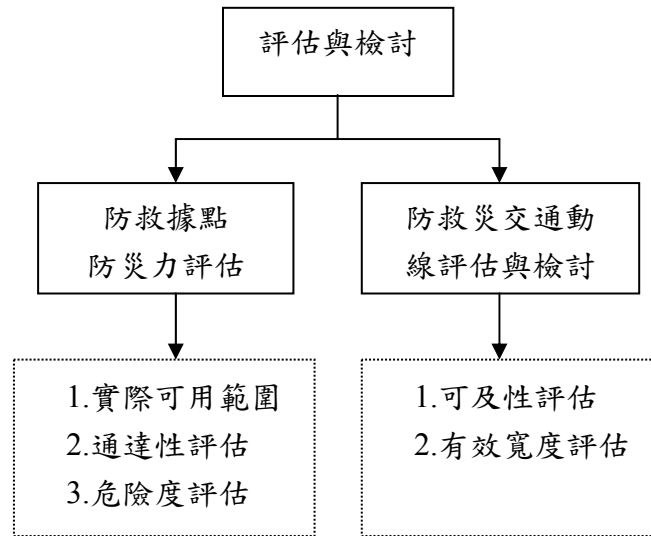 評估與檢討
防救據點
防災力評估
防救災交通動
線評估與檢討
1.實際可用範圍
2.通達性評估
3.危險度評估
1.可及性評估
2.有效寬度評估